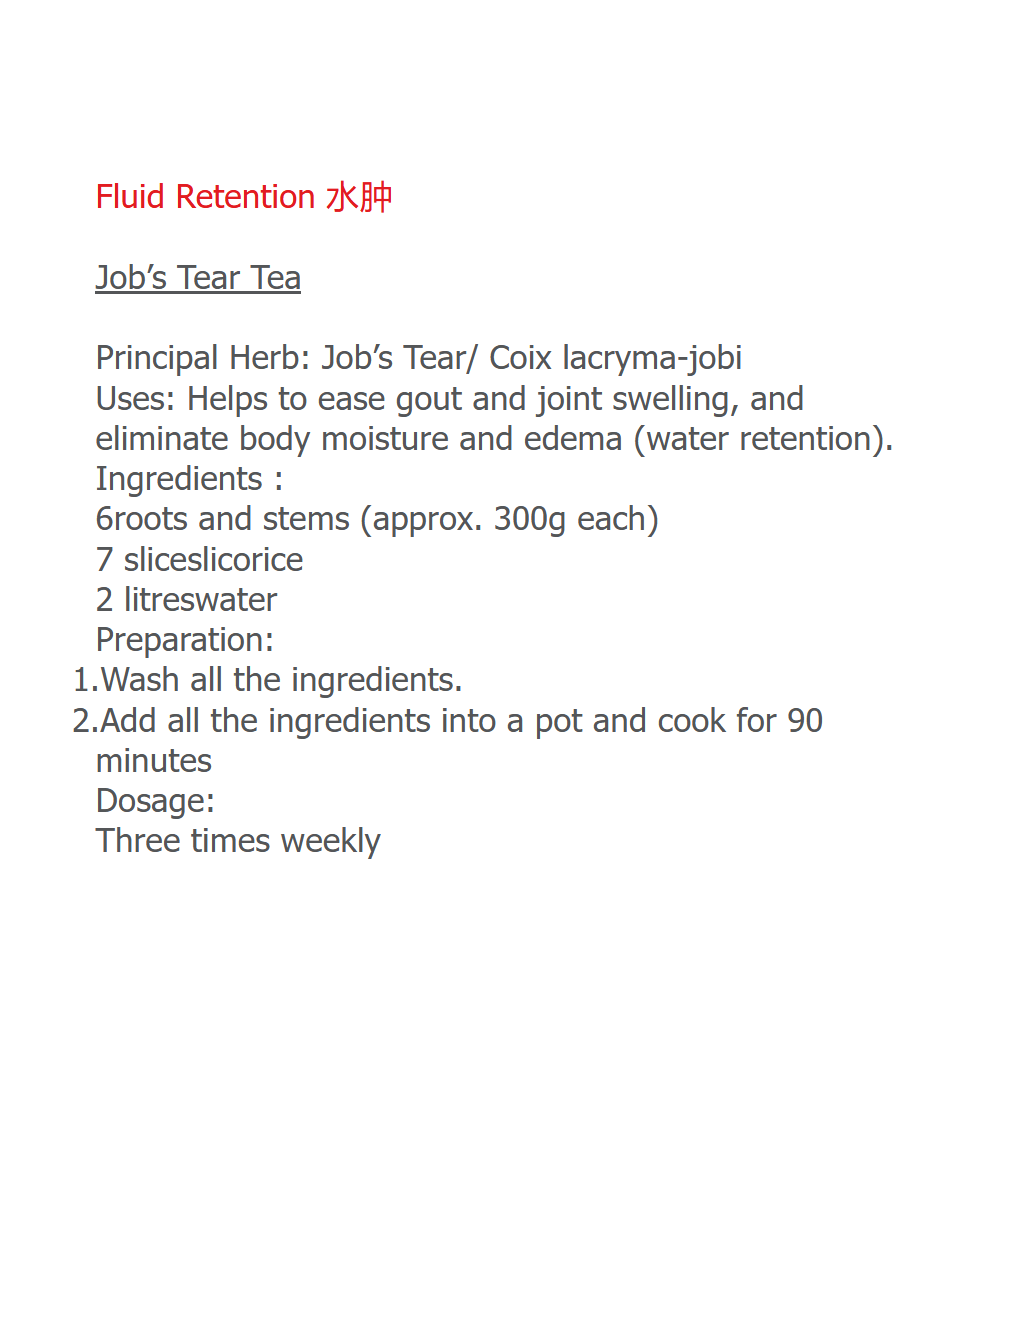 Fluid Retention 水肿
Job’s Tear Tea
Principal Herb: Job’s Tear/ Coix lacryma-jobi
Uses: Helps to ease gout and joint swelling, and
eliminate body moisture and edema (water retention).
Ingredients :
6roots and stems (approx. 300g each)
7 sliceslicorice
2 litreswater
Preparation:
1.Wash all the ingredients.
2.Add all the ingredients into a pot and cook for 90
minutes
Dosage:
Three times weekly